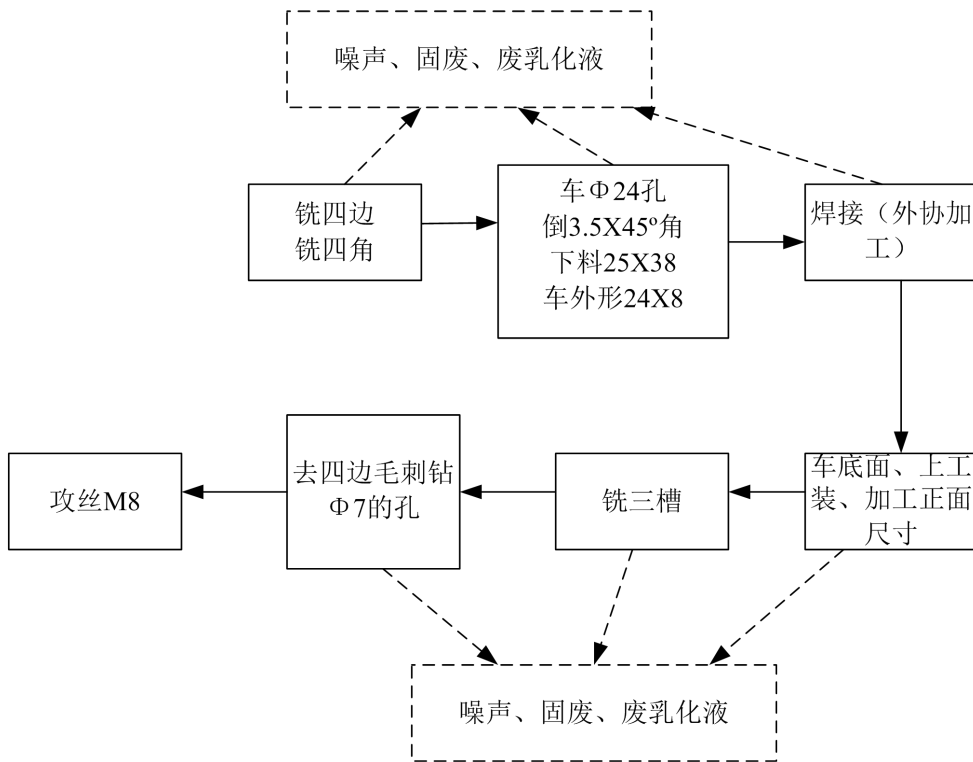 噪声、固废、废乳化液
铣四边
铣四角
车Φ24孔
倒3.5X45º角
下料25X38
车外形24X8
焊接（外协加
工）
攻丝M8
去四边毛刺钻
Φ7的孔
铣三槽
车底面、上工
装、加工正面
尺寸
噪声、固废、废乳化液